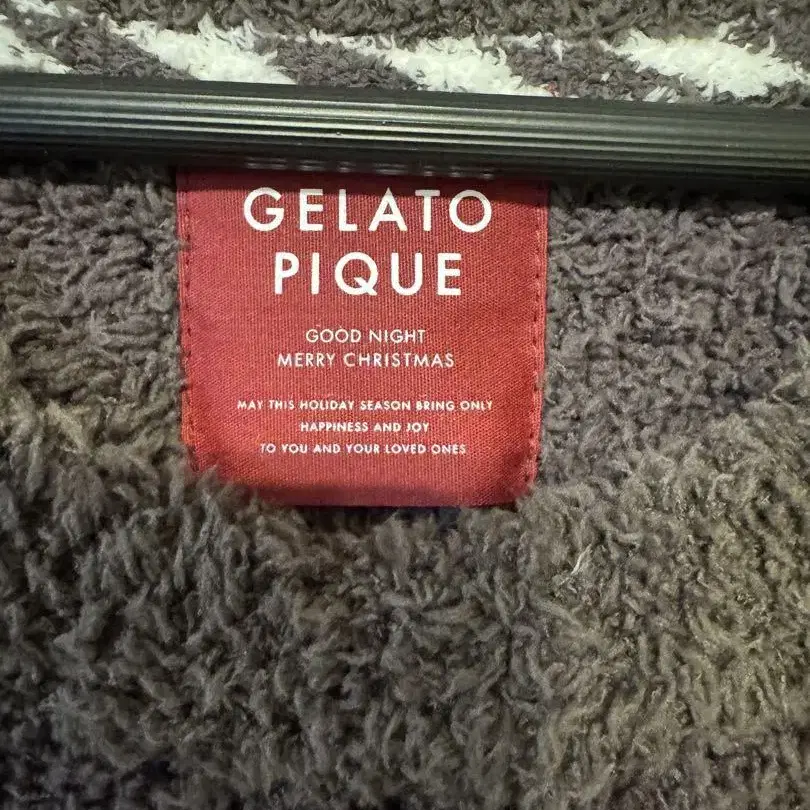 GELATO
PIQUE
GOOD NIGHT
MERRY CHRISTMAS
MAY THIS HOLIDAY SEASON BRING ONLY
HAPPINESS AND JOY
TO YOU AND YOUR LOVED ONES